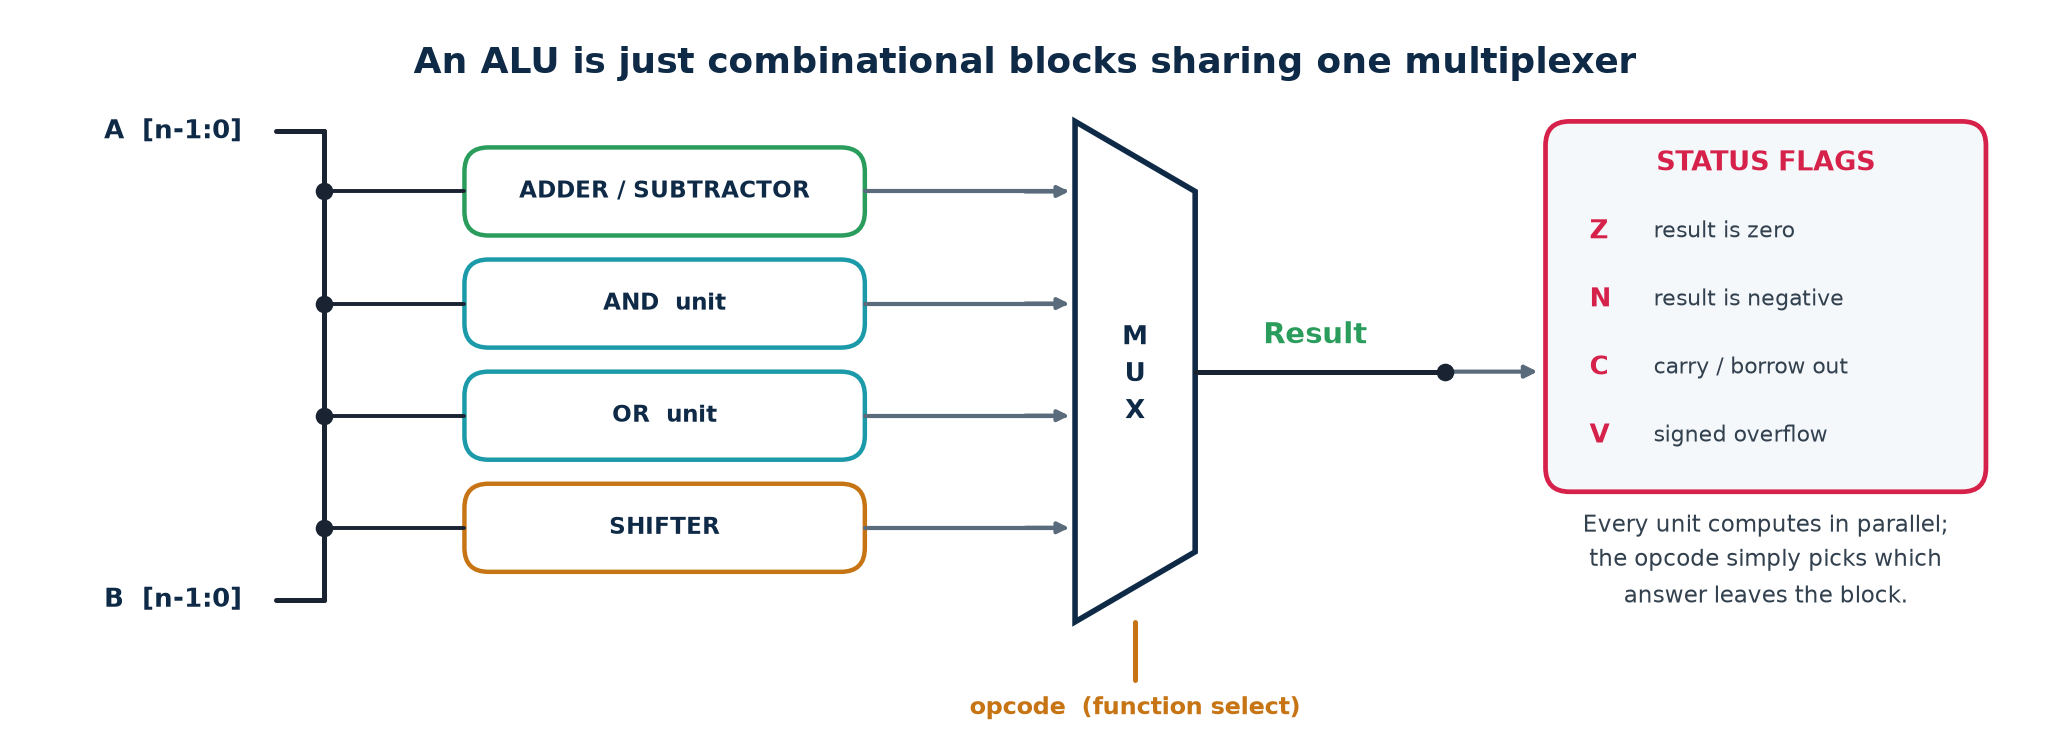 An ALU is just combinational blocks sharing one multiplexer
A [n-1:0]
ADDER / SUBTRACTOR
AND unit
OR unit
SHIFTER
B [n-1:0]
M
U
X
opcode (function select)
Result
STATUS FLAGS
Z result is zero
N result is negative
C carry / borrow out
V signed overflow
Every unit computes in parallel;
the opcode simply picks which
answer leaves the block.